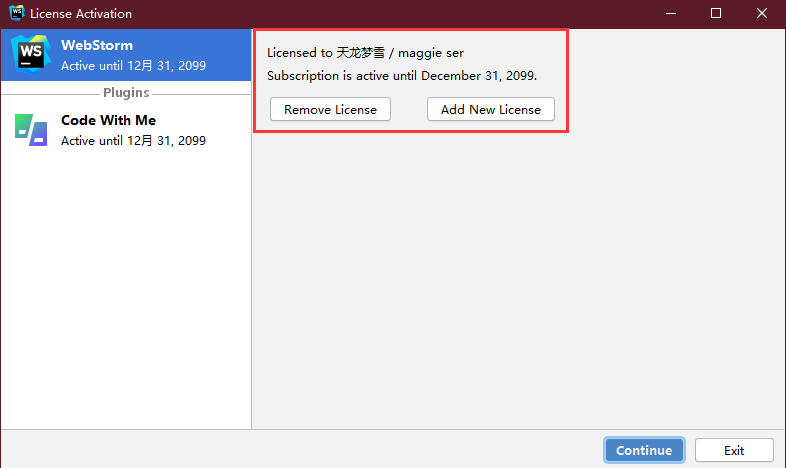 License Activation
WebStorm
Active until 12月 31, 2099
Plugins
Code With Me
Active until 12月 31, 2099
Licensed to 天龙梦雪 / maggie ser
Subscription is active until December 31, 2099.
Remove License
Add New License
Continue
Exit
WS